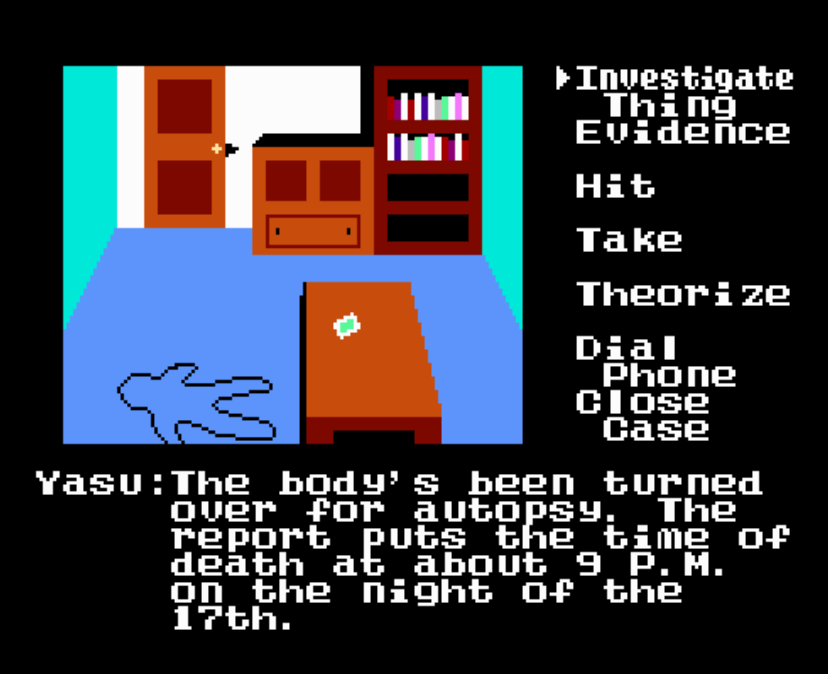 Investigate
Thing
Evidence
Hit
Take
Theorize
Dial
Phone
Close
Case
Yasu:The body's been turned
over for autopsy. The
report puts the time of
death at about 9 P.M.
on the night of the
17th.